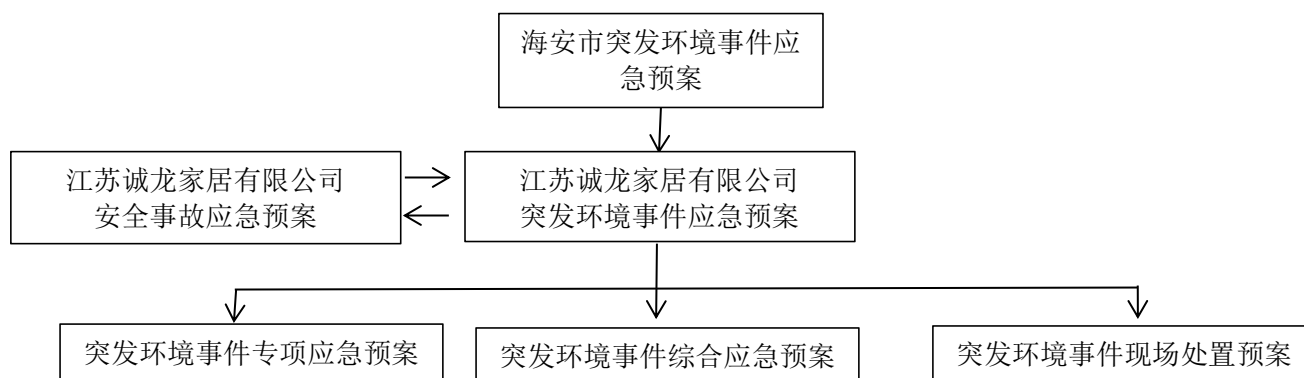 海安市突发环境事件应
急预案
江苏诚龙家居有限公司
安全事故应急预案
江苏诚龙家居有限公司
突发环境事件应急预案
突发环境事件专项应急预案
突发环境事件综合应急预案
突发环境事件现场处置预案